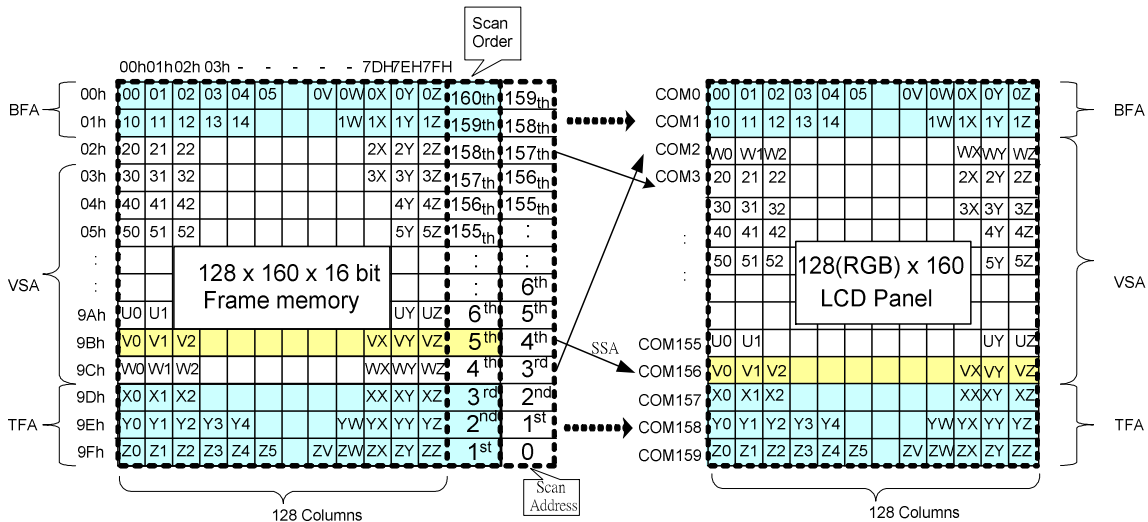 Scan
Order
00h 01h 02h 03h - - - - - 7DH 7EH 7FH
BFA
00h 00 01 02 03 04 05 0V 0W 0X 0Y 0Z 160th 159th
01h 10 11 12 13 14 1W 1X 1Y 1Z 159th 158th
02h 20 21 22 2X 2Y 2Z 158th 157th
VSA
03h 30 31 32 3X 3Y 3Z 157th 156th
04h 40 41 42 4Y 4Z 156th 155th
05h 50 51 52 5Y 5Z 155th :
: : :
: : 6th
128 x 160 x 16 bit
Frame memory
9Ah U0 U1 UY UZ 6th 5th
9Bh V0 V1 V2 VX VY VZ 5th 4th
9Ch W0 W1 W2 WX WY WZ 4th 3rd
TFA
9Dh X0 X1 X2 XX XY XZ 3rd 2nd
9Eh Y0 Y1 Y2 Y3 Y4 YW YX YY YZ 2nd 1st
9Fh Z0 Z1 Z2 Z3 Z4 Z5 ZV ZW ZX ZY ZZ 1st 0
Scan
Address
128 Columns
SSA
COM0 00 01 02 03 04 05 0V 0W 0X 0Y 0Z
COM1 10 11 12 13 14 1W 1X 1Y 1Z
BFA
COM2 W0 W1 W2 WX WY WZ
COM3 20 21 22 2X 2Y 2Z
30 31 32 3X 3Y 3Z
: 40 41 42 4Y 4Z
: 50 51 52 5Y 5Z
128(RGB) x 160
LCD Panel
VSA
COM155 U0 U1 UY UZ
COM156 V0 V1 V2 VX VY VZ
COM157 X0 X1 X2 XX XY XZ
COM158 Y0 Y1 Y2 Y3 Y4 YW YX YY YZ
TFA
COM159 Z0 Z1 Z2 Z3 Z4 Z5 ZV ZW ZX ZY ZZ
128 Columns